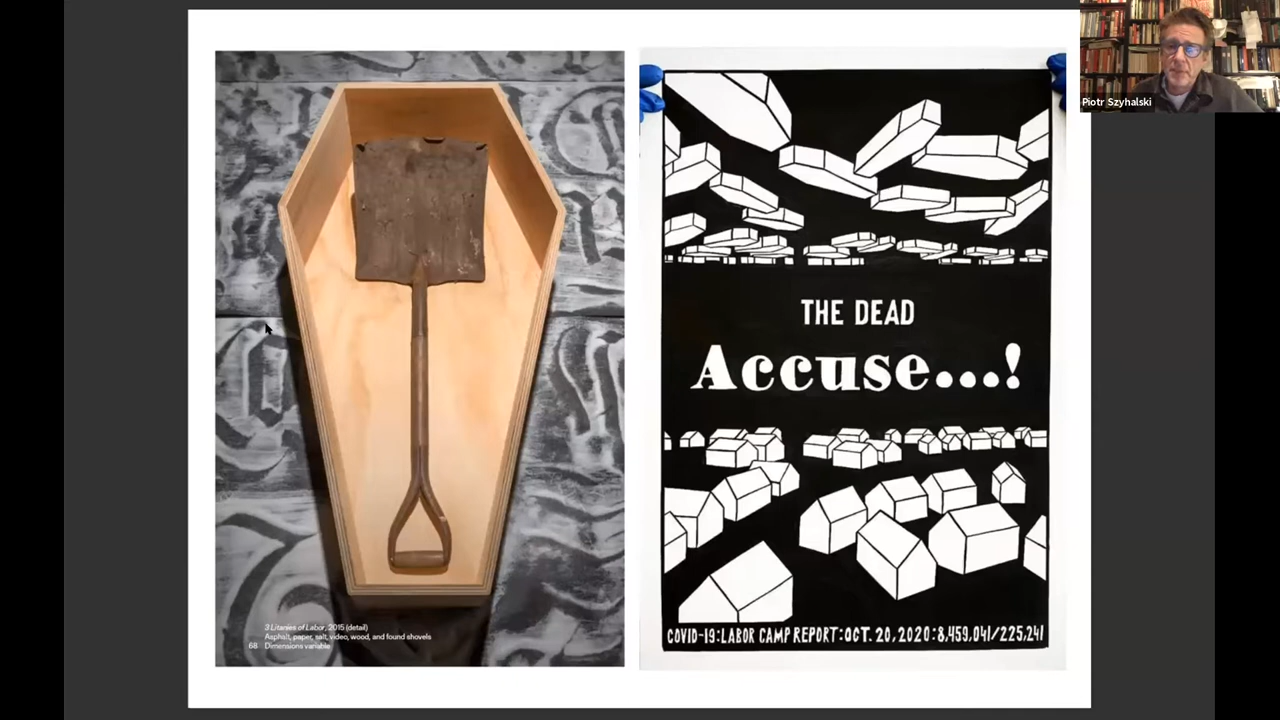 Piotr Szyhalski
3 Litanies of Labor, 2015 (detail)
Asphalt, paper, salt, video, wood, and found shovels
68 Dimensions variable
THE DEAD
Accuse...!
COVID-19:LABOR CAMP REPORT:OCT. 20, 2020:8,459,041/225,241